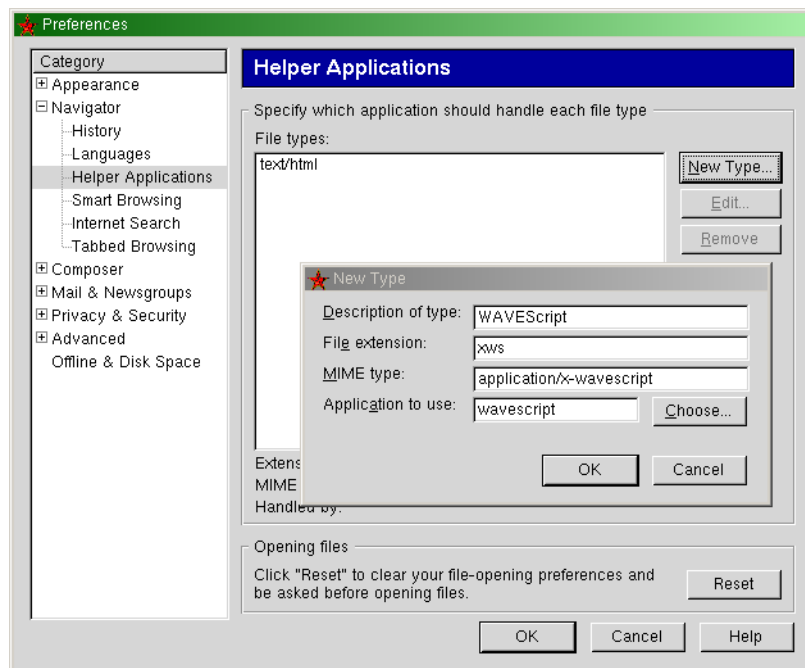 Preferences
Category
Appearance
Navigator
History
Languages
Helper Applications
Smart Browsing
Internet Search
Tabbed Browsing
Composer
Mail & Newsgroups
Privacy & Security
Advanced
Offline & Disk Space
Helper Applications
Specify which application should handle each file type
File types:
text/html
New Type...
Edit...
Remove
New Type
Description of type: WAVEScript
File extension: xws
MIME type: application/x-wavescript
Application to use: wavescript Choose...
OK Cancel
Extens
MIME
Handled by:
Opening files
Click "Reset" to clear your file-opening preferences and
be asked before opening files.
Reset
OK Cancel Help